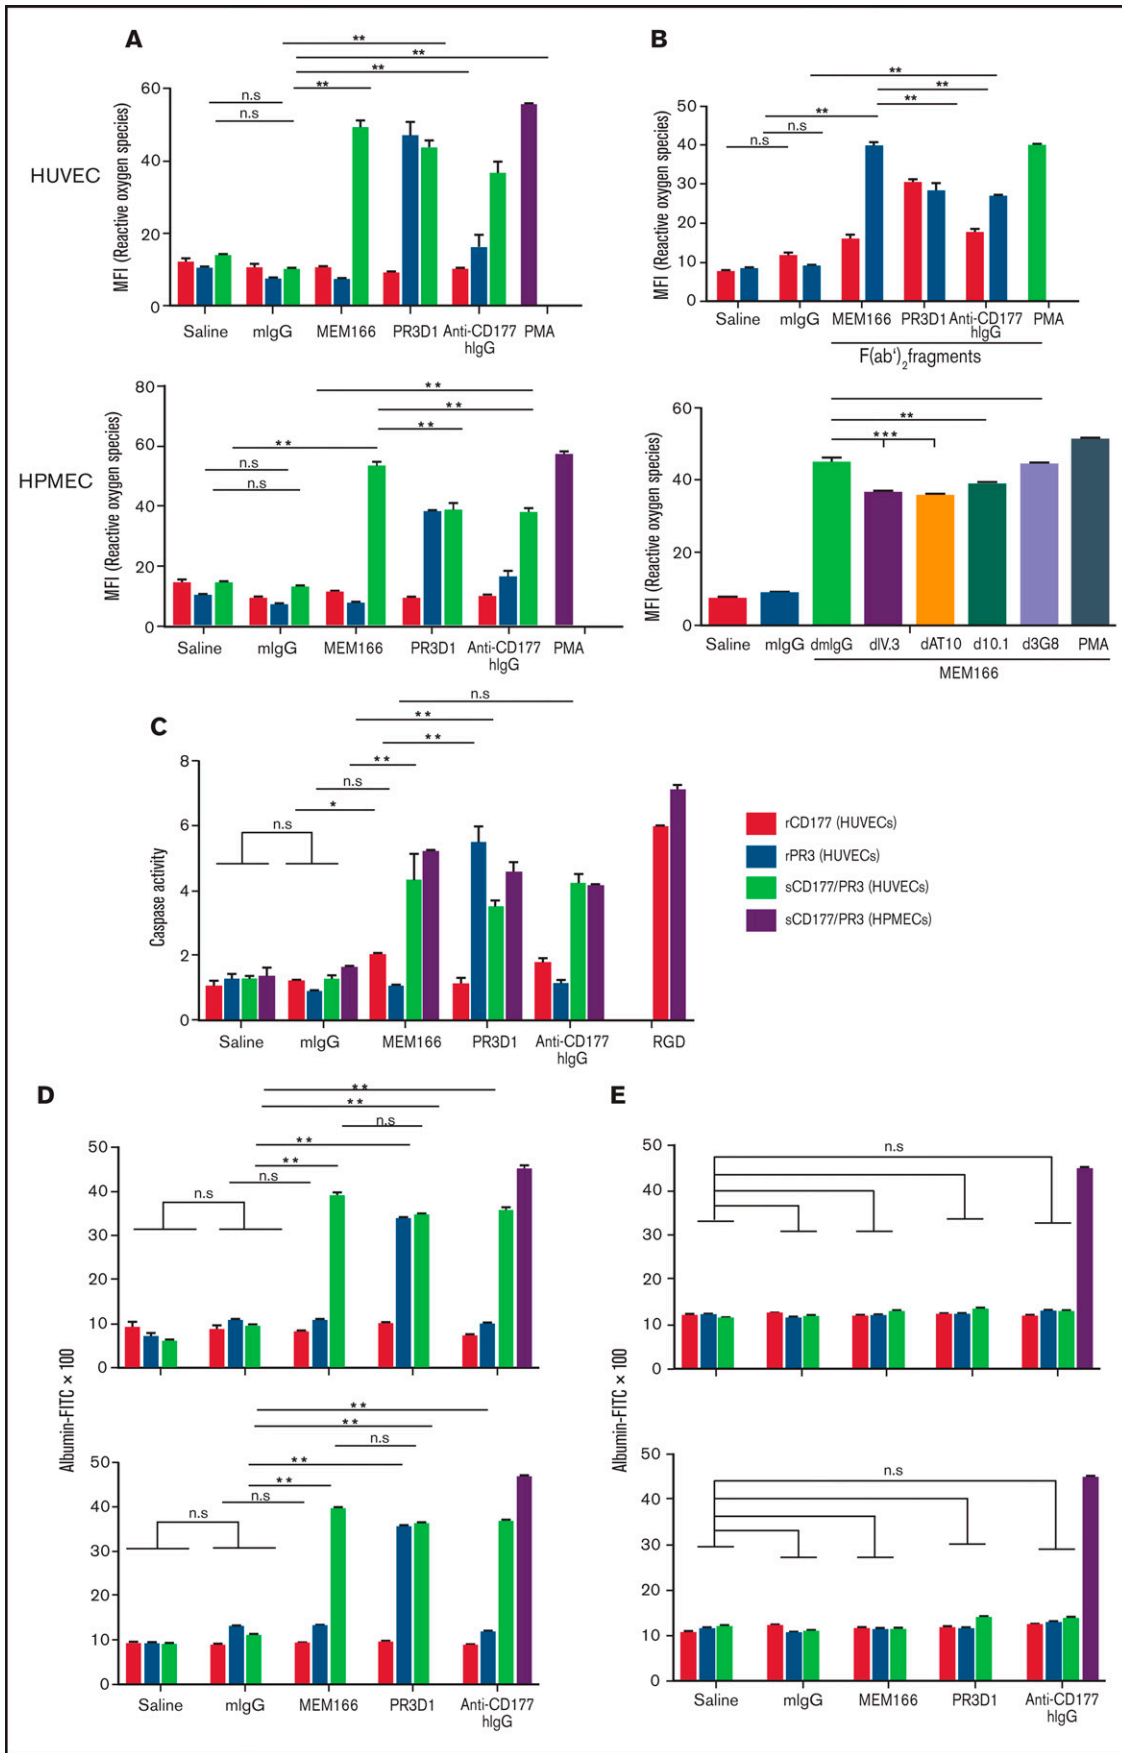 A
**
**
**
**
n.s
n.s
HUVEC
MFI (Reactive oxygen species)
60
40
20
0
Saline mIgG MEM166 PR3D1 Anti-CD177 PMA
hIgG
**
**
**
**
n.s
n.s
HPMEC
MFI (Reactive oxygen species)
80
60
40
20
0
Saline mIgG MEM166 PR3D1 Anti-CD177 PMA
hIgG
B
**
**
**
**
n.s
n.s
MFI (Reactive oxygen species)
50
40
30
20
10
0
Saline mIgG MEM166 PR3D1 Anti-CD177 PMA
hIgG
F(ab‘)2fragments
**
***
MFI (Reactive oxygen species)
60
40
20
0
Saline mIgG dmIgG dIV.3 dAT10 d10.1 d3G8 PMA
MEM166
C
n.s
**
**
**
n.s
*
n.s
Caspase activity
8
6
4
2
0
Saline mIgG MEM166 PR3D1 Anti-CD177 RGD
hIgG
rCD177 (HUVECs)
rPR3 (HUVECs)
sCD177/PR3 (HUVECs)
sCD177/PR3 (HPMECs)
D
**
**
n.s
**
**
n.s
n.s
50
40
30
20
10
0
Albumin-FITC × 100
**
**
n.s
**
**
n.s
n.s
50
40
30
20
10
0
Saline mIgG MEM166 PR3D1 Anti-CD177
hIgG
E
n.s
50
40
30
20
10
0
Albumin-FITC × 100
n.s
50
40
30
20
10
0
Saline mIgG MEM166 PR3D1 Anti-CD177
hIgG